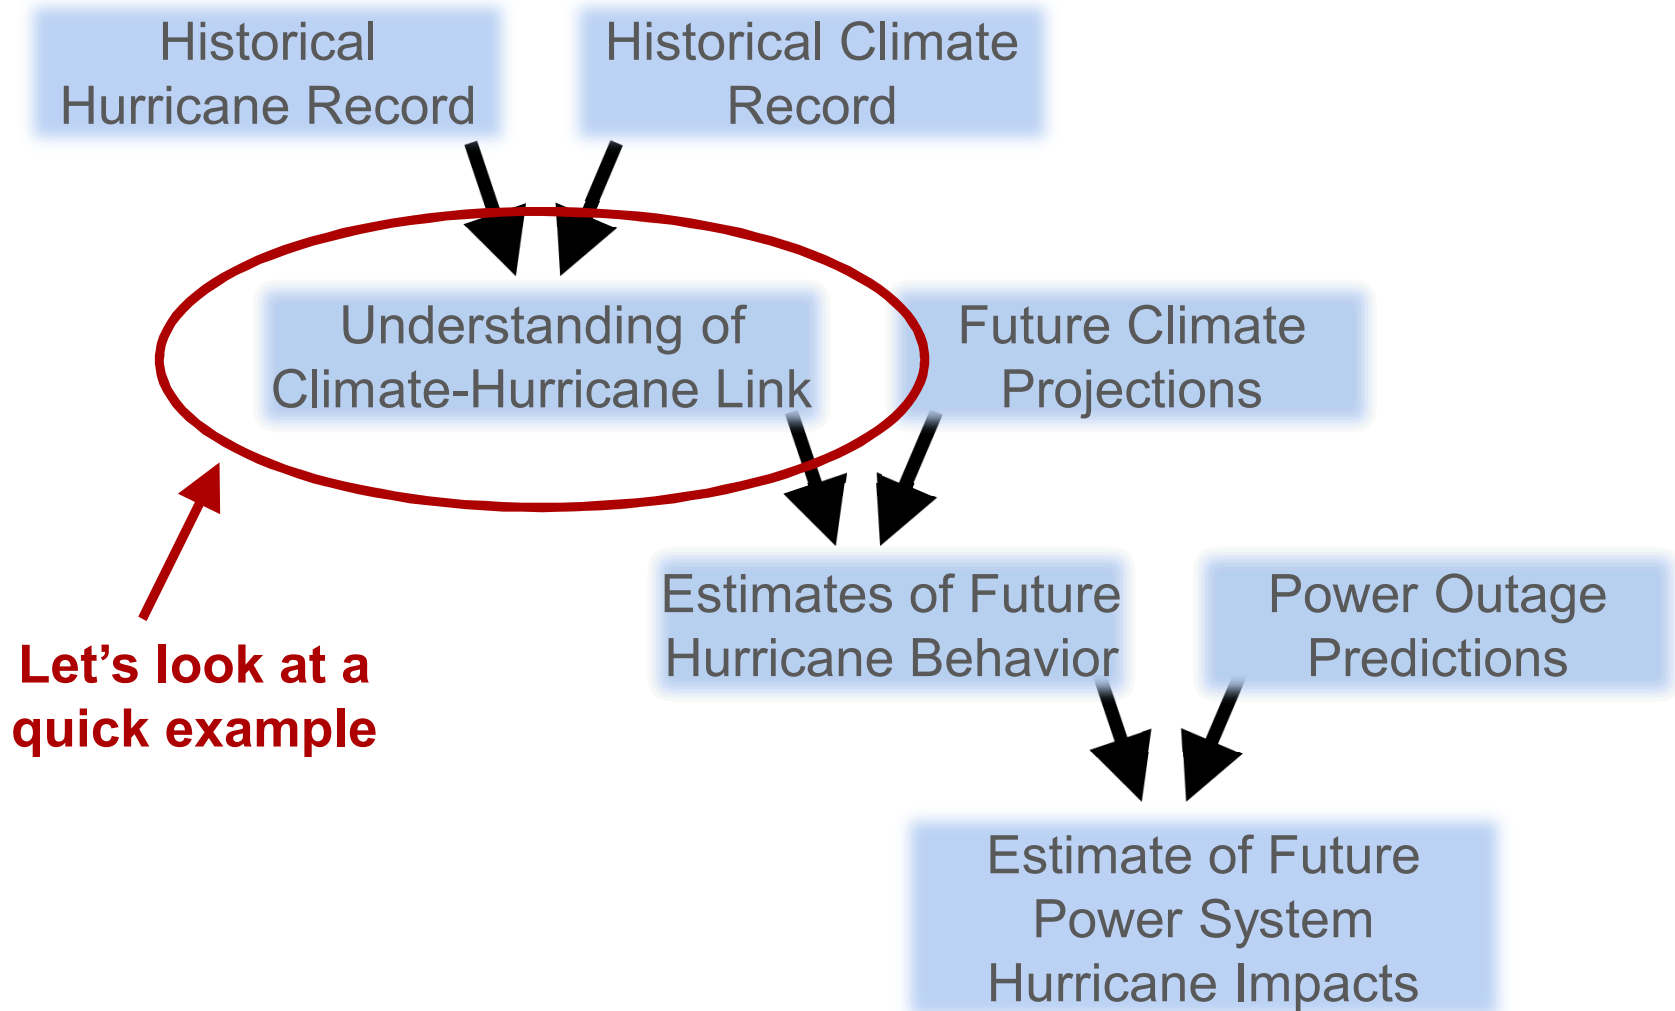 Historical
Hurricane Record
Historical Climate
Record
Understanding of
Climate-Hurricane Link
Future Climate
Projections
Estimates of Future
Hurricane Behavior
Power Outage
Predictions
Let’s look at a
quick example
Estimate of Future
Power System
Hurricane Impacts